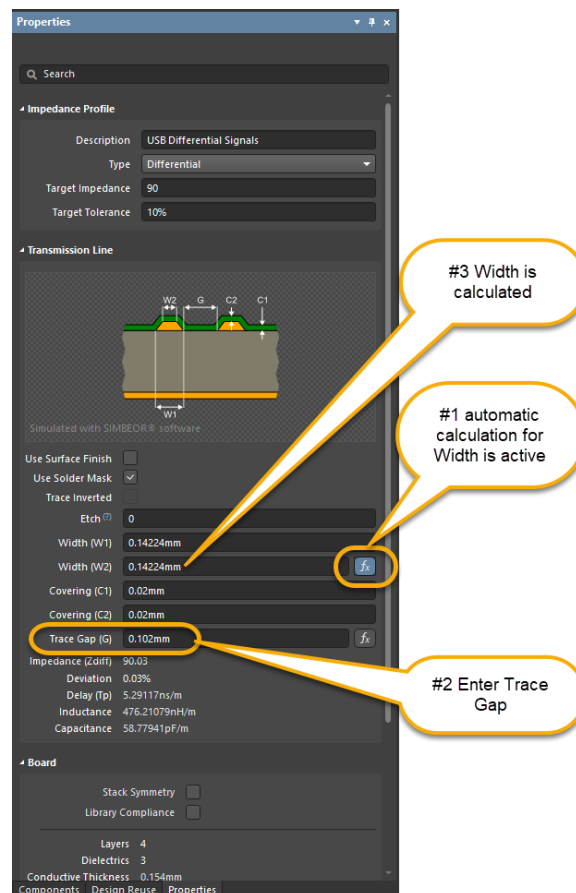 Properties
Search
Impedance Profile
Description USB Differential Signals
Type Differential
Target Impedance 90
Target Tolerance 10%
Transmission Line
W2 G C2 C1
W1
Simulated with SIMBEOR® software
Use Surface Finish
Use Solder Mask
Trace Inverted
Etch (?) 0
Width (W1) 0.14224mm
Width (W2) 0.14224mm fx
Covering (C1) 0.02mm
Covering (C2) 0.02mm
Trace Gap (G) 0.102mm fx
Impedance (Zdiff) 90.03
Deviation 0.03%
Delay (Tp) 5.29117ns/m
Inductance 476.21079nH/m
Capacitance 58.77941pF/m
Board
Stack Symmetry
Library Compliance
Layers 4
Dielectrics 3
Conductive Thickness 0.154mm
Components Design Reuse Properties
#3 Width is
calculated
#1 automatic
calculation for
Width is active
#2 Enter Trace
Gap